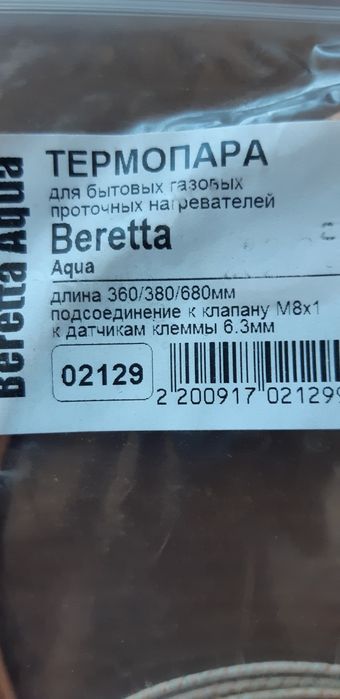 Beretta Aqua
ТЕРМОПАРА
для бытовых газовых
проточных нагревателей
Beretta
Aqua
длина 360/380/680мм
подсоединение к клапану М8х1
к датчикам клеммы 6.3мм
02129
2 200917 02129